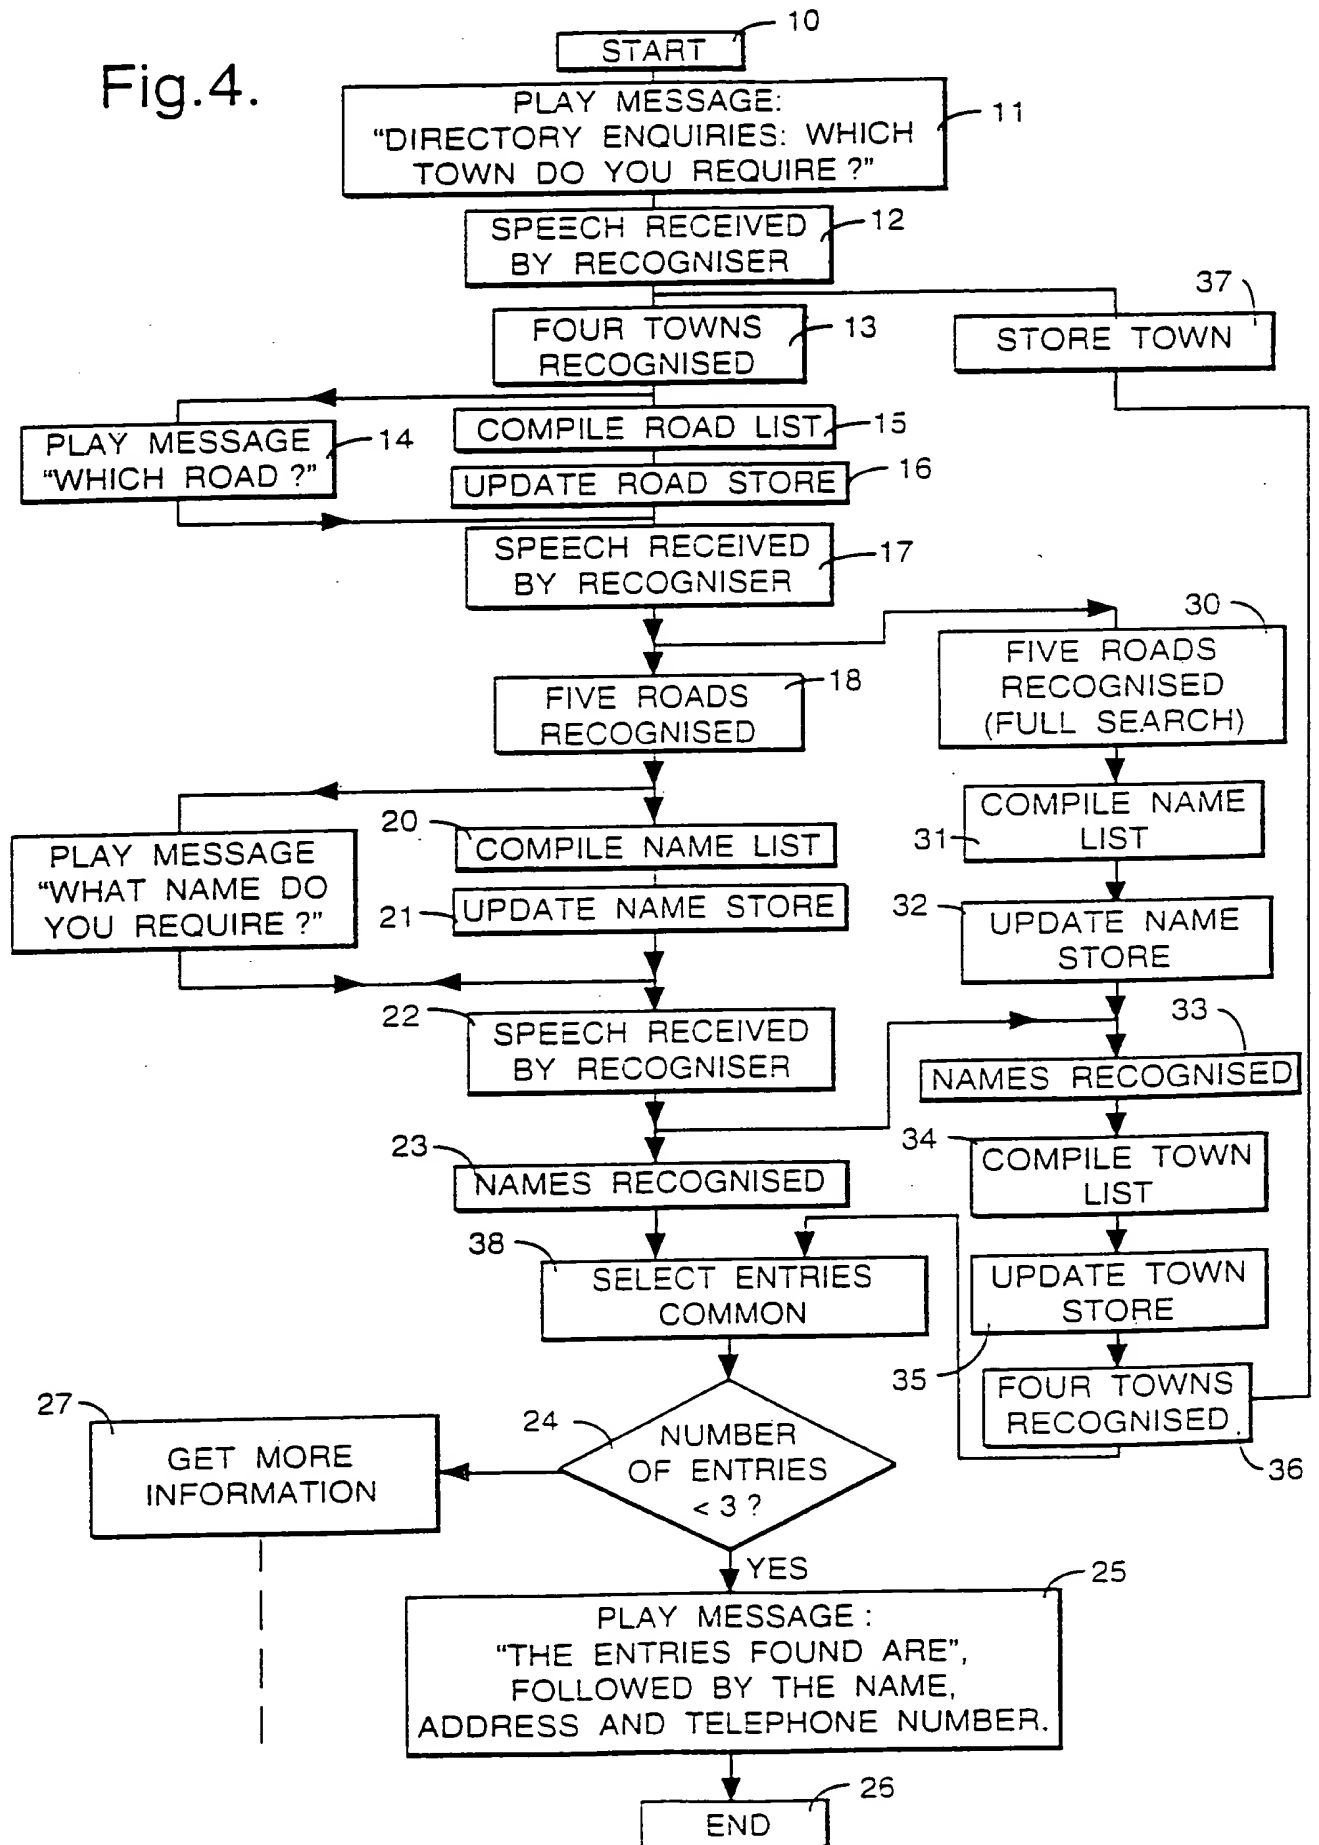 Fig.4.
START
10
PLAY MESSAGE:
“DIRECTORY ENQUIRIES: WHICH
TOWN DO YOU REQUIRE ?”
11
SPEECH RECEIVED
BY RECOGNISER
12
FOUR TOWNS
RECOGNISED
13
STORE TOWN
37
PLAY MESSAGE
“WHICH ROAD ?”
14
COMPILE ROAD LIST
15
UPDATE ROAD STORE
16
SPEECH RECEIVED
BY RECOGNISER
17
FIVE ROADS
RECOGNISED
18
FIVE ROADS
RECOGNISED
(FULL SEARCH)
30
PLAY MESSAGE
“WHAT NAME DO
YOU REQUIRE ?”
20
COMPILE NAME LIST
21
UPDATE NAME STORE
31
COMPILE NAME
LIST
32
UPDATE NAME
STORE
22
SPEECH RECEIVED
BY RECOGNISER
33
NAMES RECOGNISED
23
NAMES RECOGNISED
34
COMPILE TOWN
LIST
38
SELECT ENTRIES
COMMON
UPDATE TOWN
STORE
35
FOUR TOWNS
RECOGNISED.
36
27
GET MORE
INFORMATION
24
NUMBER
OF ENTRIES
< 3 ?
YES
25
PLAY MESSAGE :
“THE ENTRIES FOUND ARE”,
FOLLOWED BY THE NAME,
ADDRESS AND TELEPHONE NUMBER.
26
END